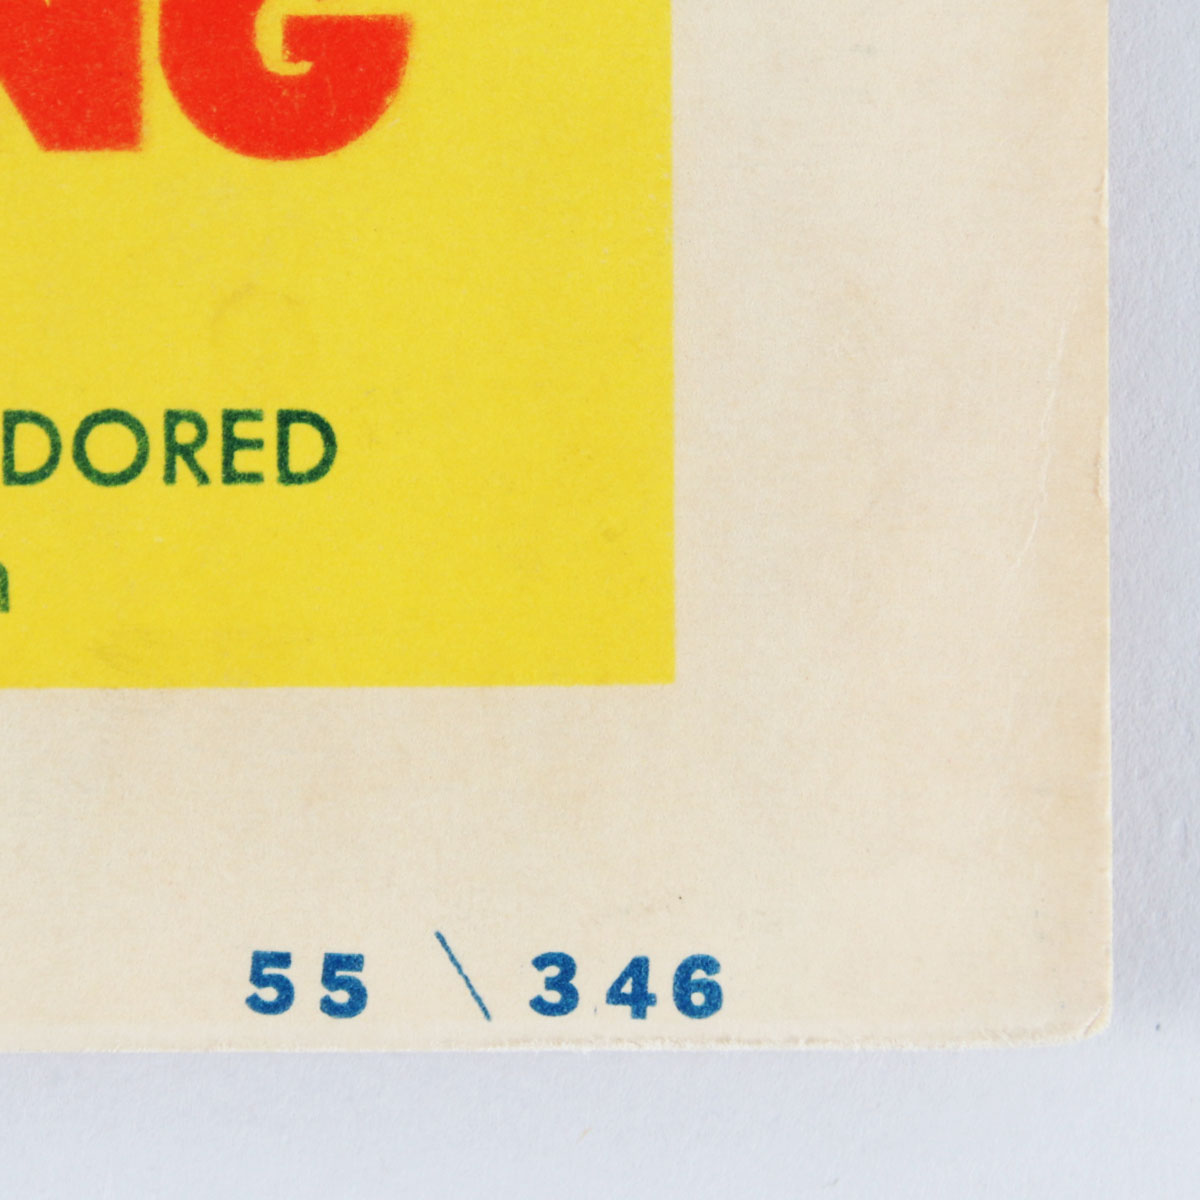 NG
DORED
55 \ 346